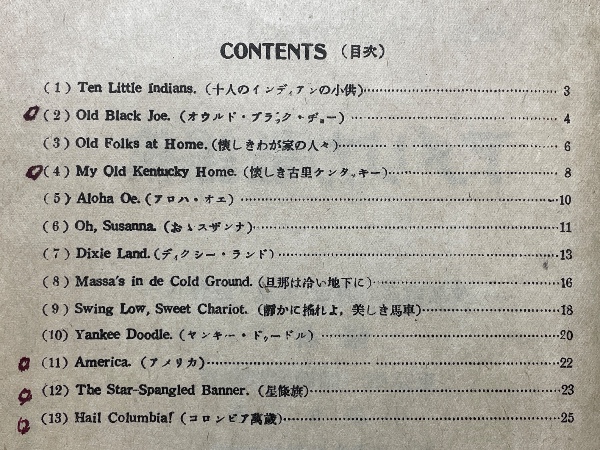 CONTENTS (目次)
(1) Ten Little Indians. (十人のインディアンの小供)……3
(2) Old Black Joe. (オウルド・ブラック・ヂョー)……4
(3) Old Folks at Home. (懐しきわが家の人々)……6
(4) My Old Kentucky Home. (懐しき古里ケンタッキー)……8
(5) Aloha Oe. (アロハ・オエ)……10
(6) Oh, Susanna. (おゝスザンナ)……11
(7) Dixie Land. (ディクシー・ランド)……13
(8) Massa's in de Cold Ground. (旦那は冷い地下に)……16
(9) Swing Low, Sweet Chariot. (靜かに搖れよ, 美しき馬車)……18
(10) Yankee Doodle. (ヤンキー・ドゥードル)……20
(11) America. (アメリカ)……22
(12) The Star-Spangled Banner. (星條旗)……23
(13) Hail Columbia! (コロンビア萬歳)……25